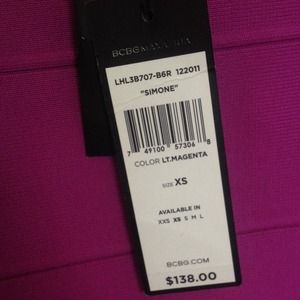 LHL3B707-B6R 122011
"SIMONE"
7 49100 57306 8
COLOR LT.MAGENTA
SIZE XS
AVAILABLE IN
XXS XS S M L
BCBG.COM
$138.00